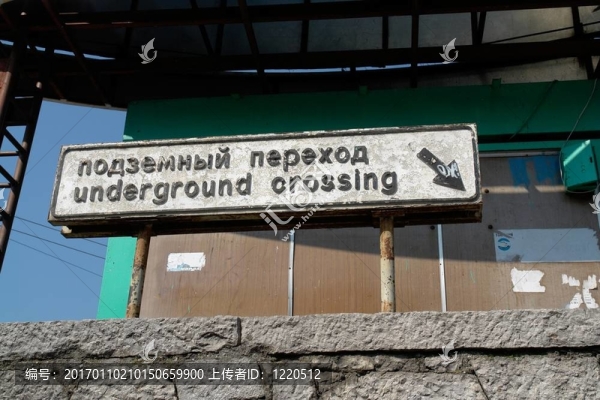 подземный переход
underground crossing
编号:20170110210150659900 上传者ID:1220512